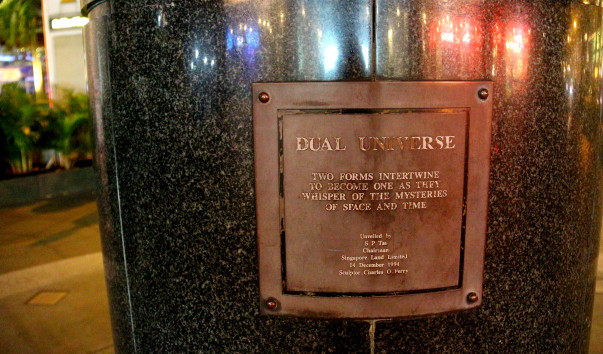 DUAL UNIVERSE
TWO FORMS INTERTWINE
TO BECOME ONE AS THEY
WHISPER OF THE MYSTERIES
OF SPACE AND TIME
Unveiled by
S P Tao
Chairman
Singapore Land Limited
14 December 1994
Sculptor: Charles O. Perry